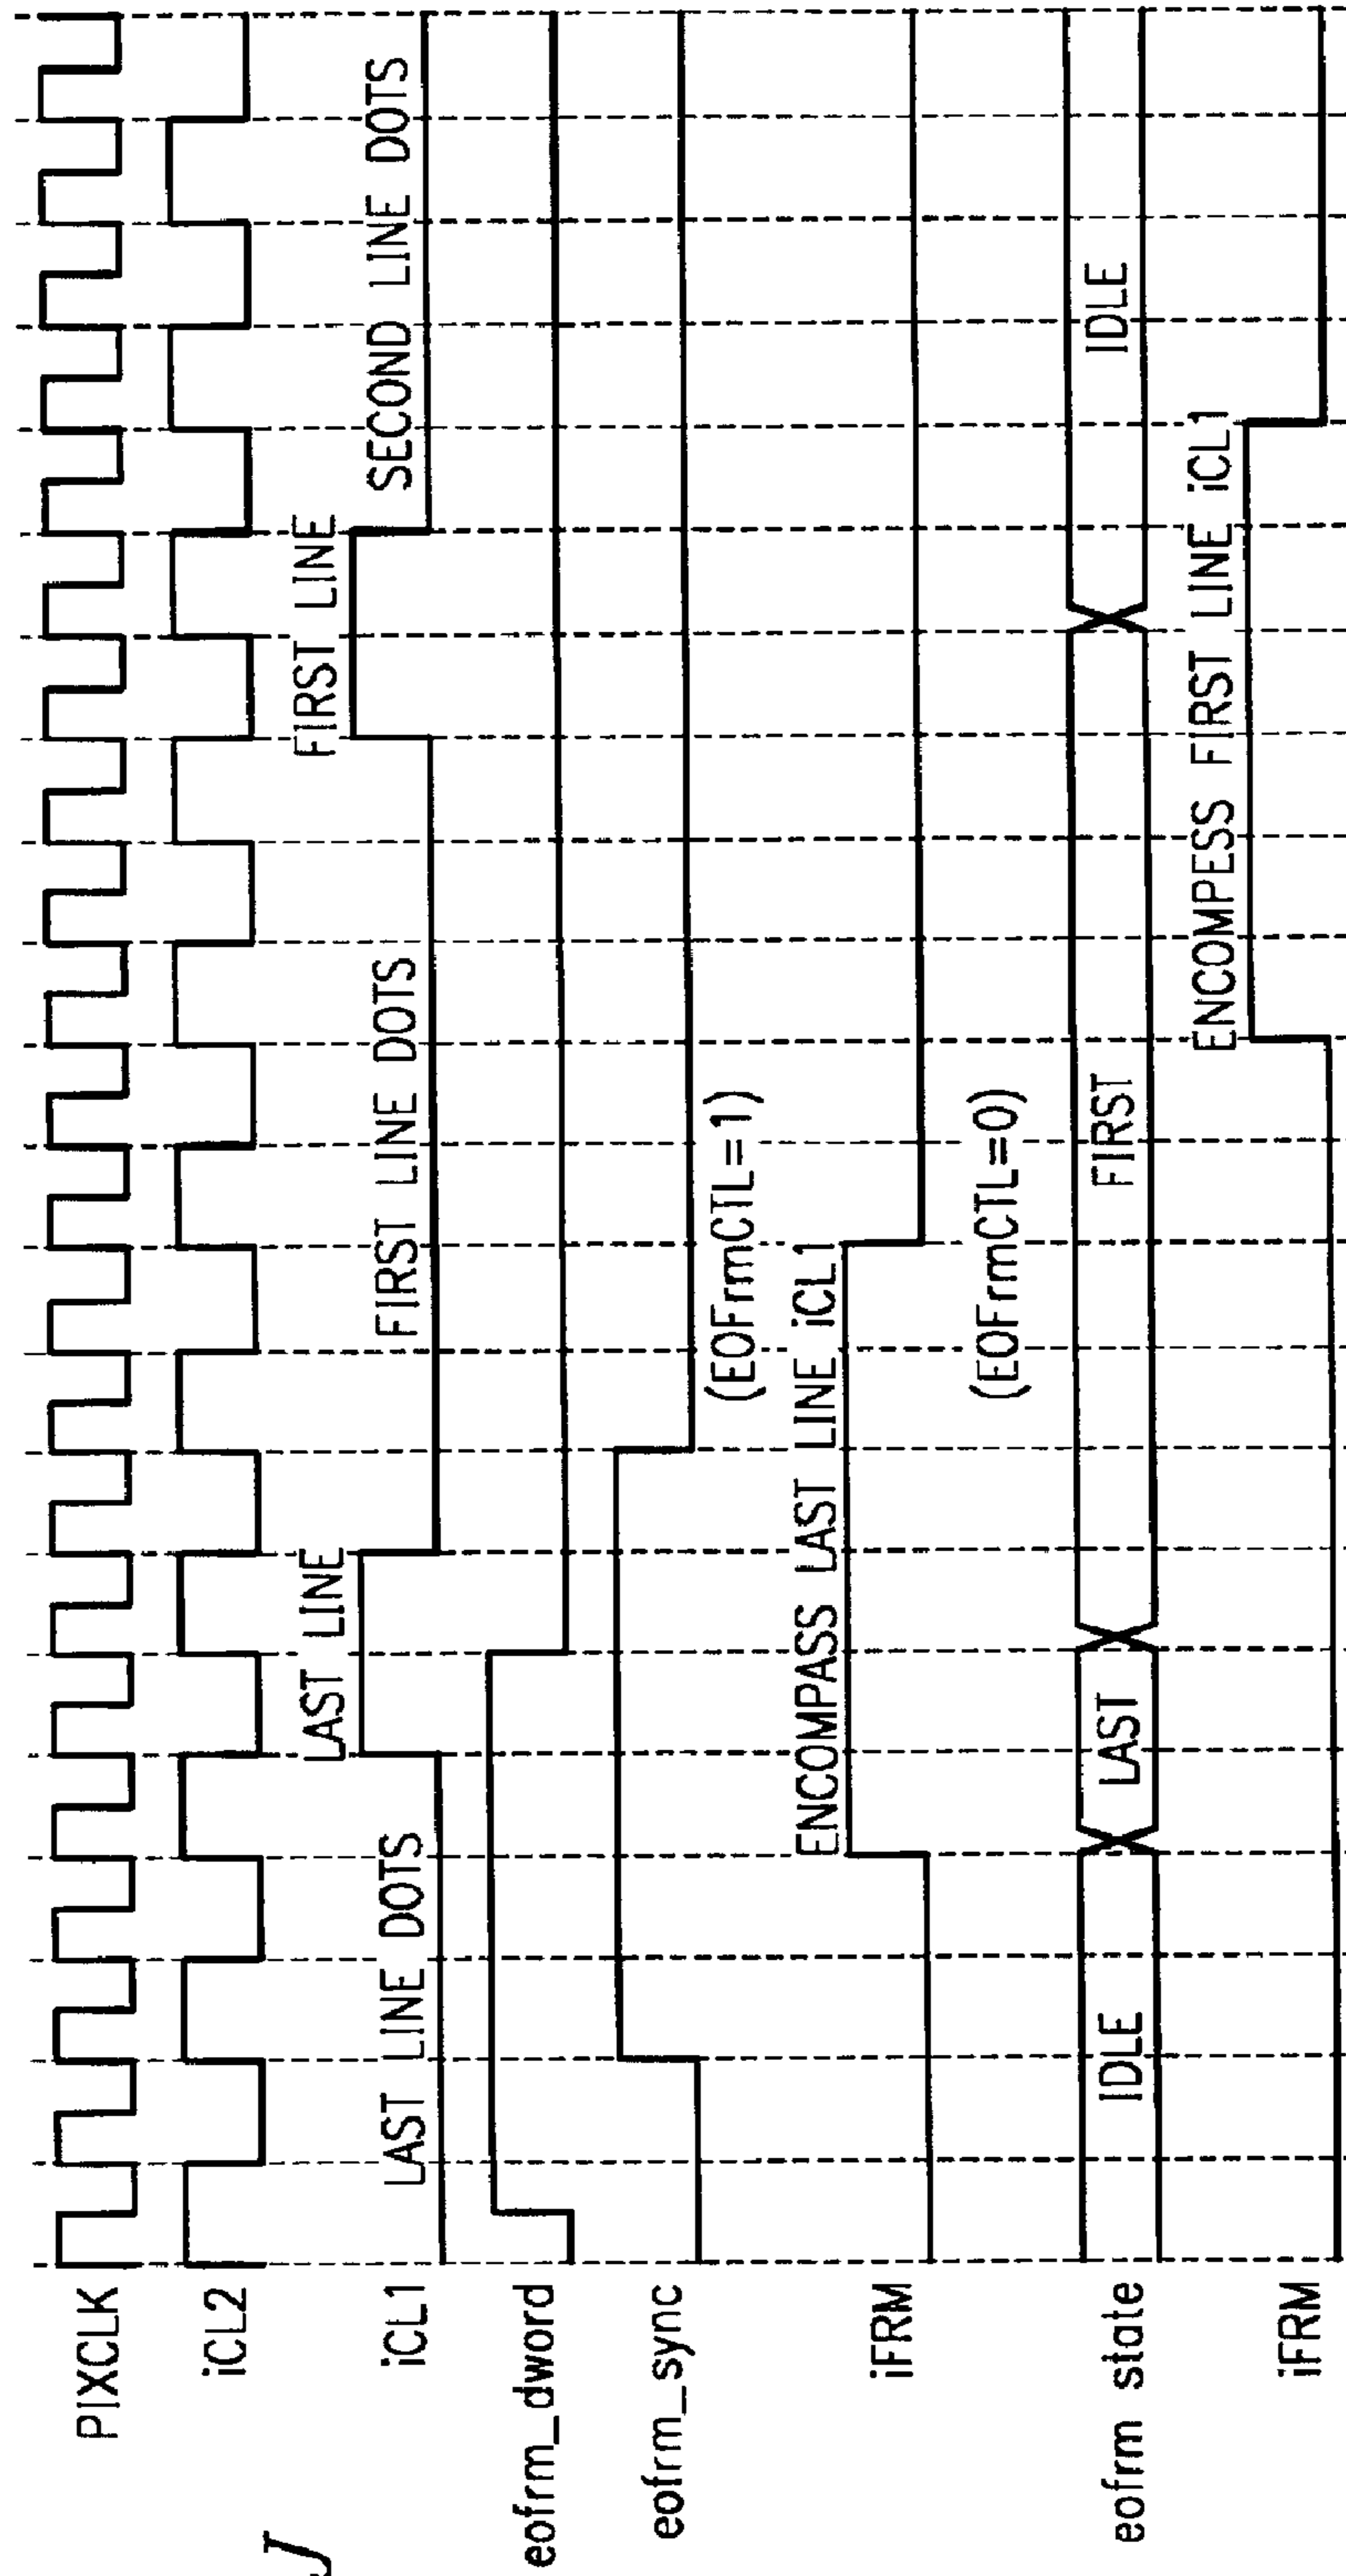 J
PIXCLK
iCL2
LAST LINE
FIRST LINE
iCL1
LAST LINE DOTS
FIRST LINE DOTS
SECOND LINE DOTS
eofrm_dword
eofrm_sync
(EOFrmCTL=1)
ENCOMPASS LAST LINE iCL1
iFRM
(EOFrmCTL=0)
eofrm state
IDLE
LAST
FIRST
IDLE
ENCOMPESS FIRST LINE iCL1
iFRM